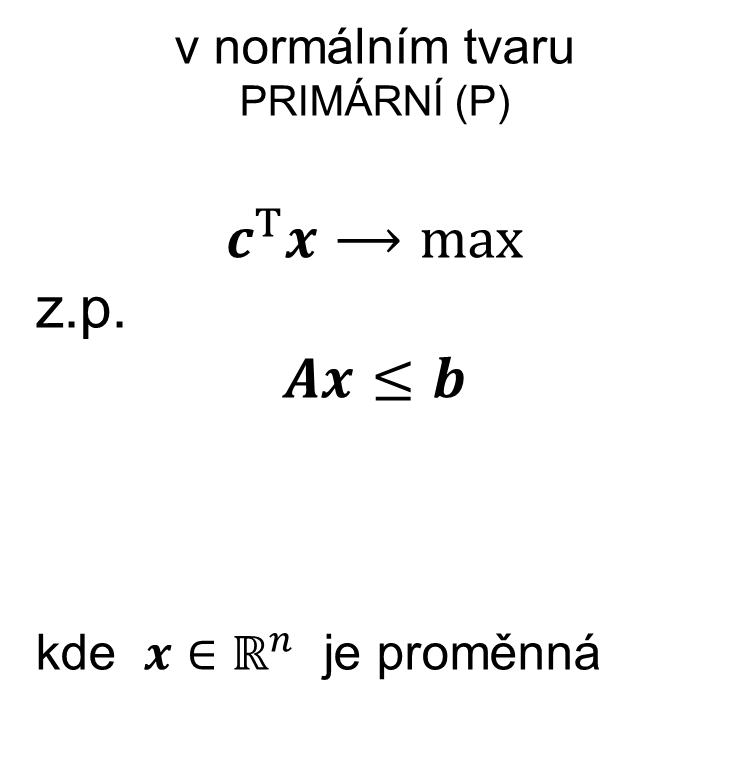 v normálním tvaru
PRIMÁRNÍ (P)
𝒄ᵀ𝒙 ⟶ max
z.p.
𝑨𝒙 ≤ 𝒃
kde 𝒙 ∈ ℝⁿ je proměnná